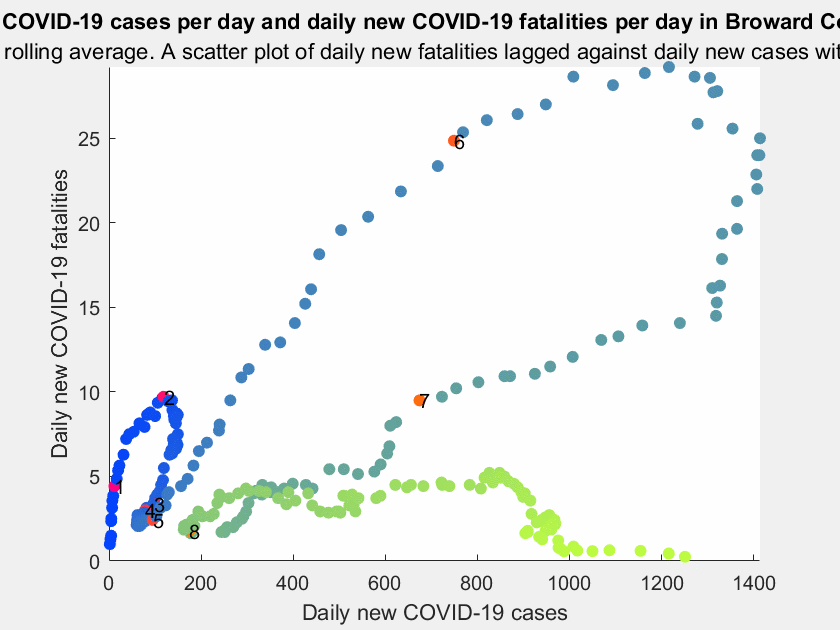 COVID-19 cases per day and daily new COVID-19 fatalities per day in Broward
rolling average. A scatter plot of daily new fatalities lagged against daily new cases
25
20
15
10
5
0
Daily new COVID-19 fatalities
6
7
2
1
3
4
5
8
0 200 400 600 800 1000 1200 1400
Daily new COVID-19 cases